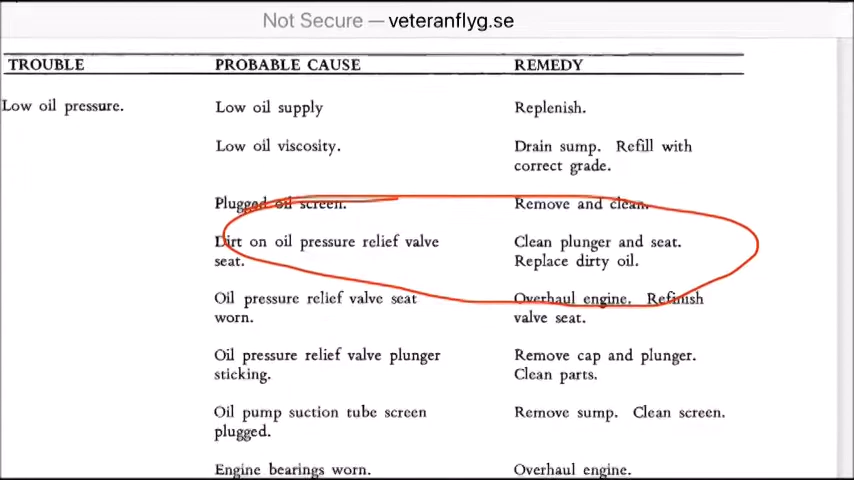 Not Secure — veteranflyg.se
TROUBLE PROBABLE CAUSE REMEDY
Low oil pressure. Low oil supply Replenish.
Low oil viscosity. Drain sump. Refill with
correct grade.
Plugged oil screen. Remove and clean.
Dirt on oil pressure relief valve Clean plunger and seat.
seat. Replace dirty oil.
Oil pressure relief valve seat Overhaul engine. Refinish
worn. valve seat.
Oil pressure relief valve plunger Remove cap and plunger.
sticking. Clean parts.
Oil pump suction tube screen Remove sump. Clean screen.
plugged.
Engine bearings worn. Overhaul engine.